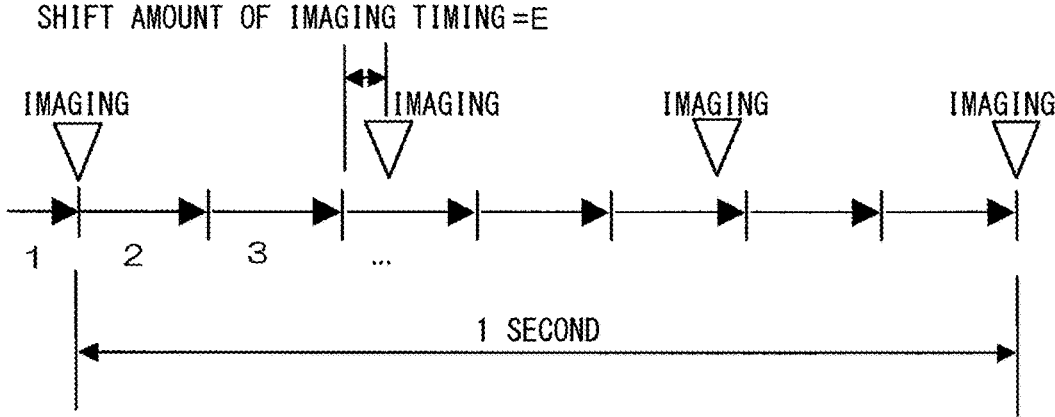 SHIFT AMOUNT OF IMAGING TIMING=E
IMAGING IMAGING IMAGING IMAGING
1 2 3 ...
1 SECOND